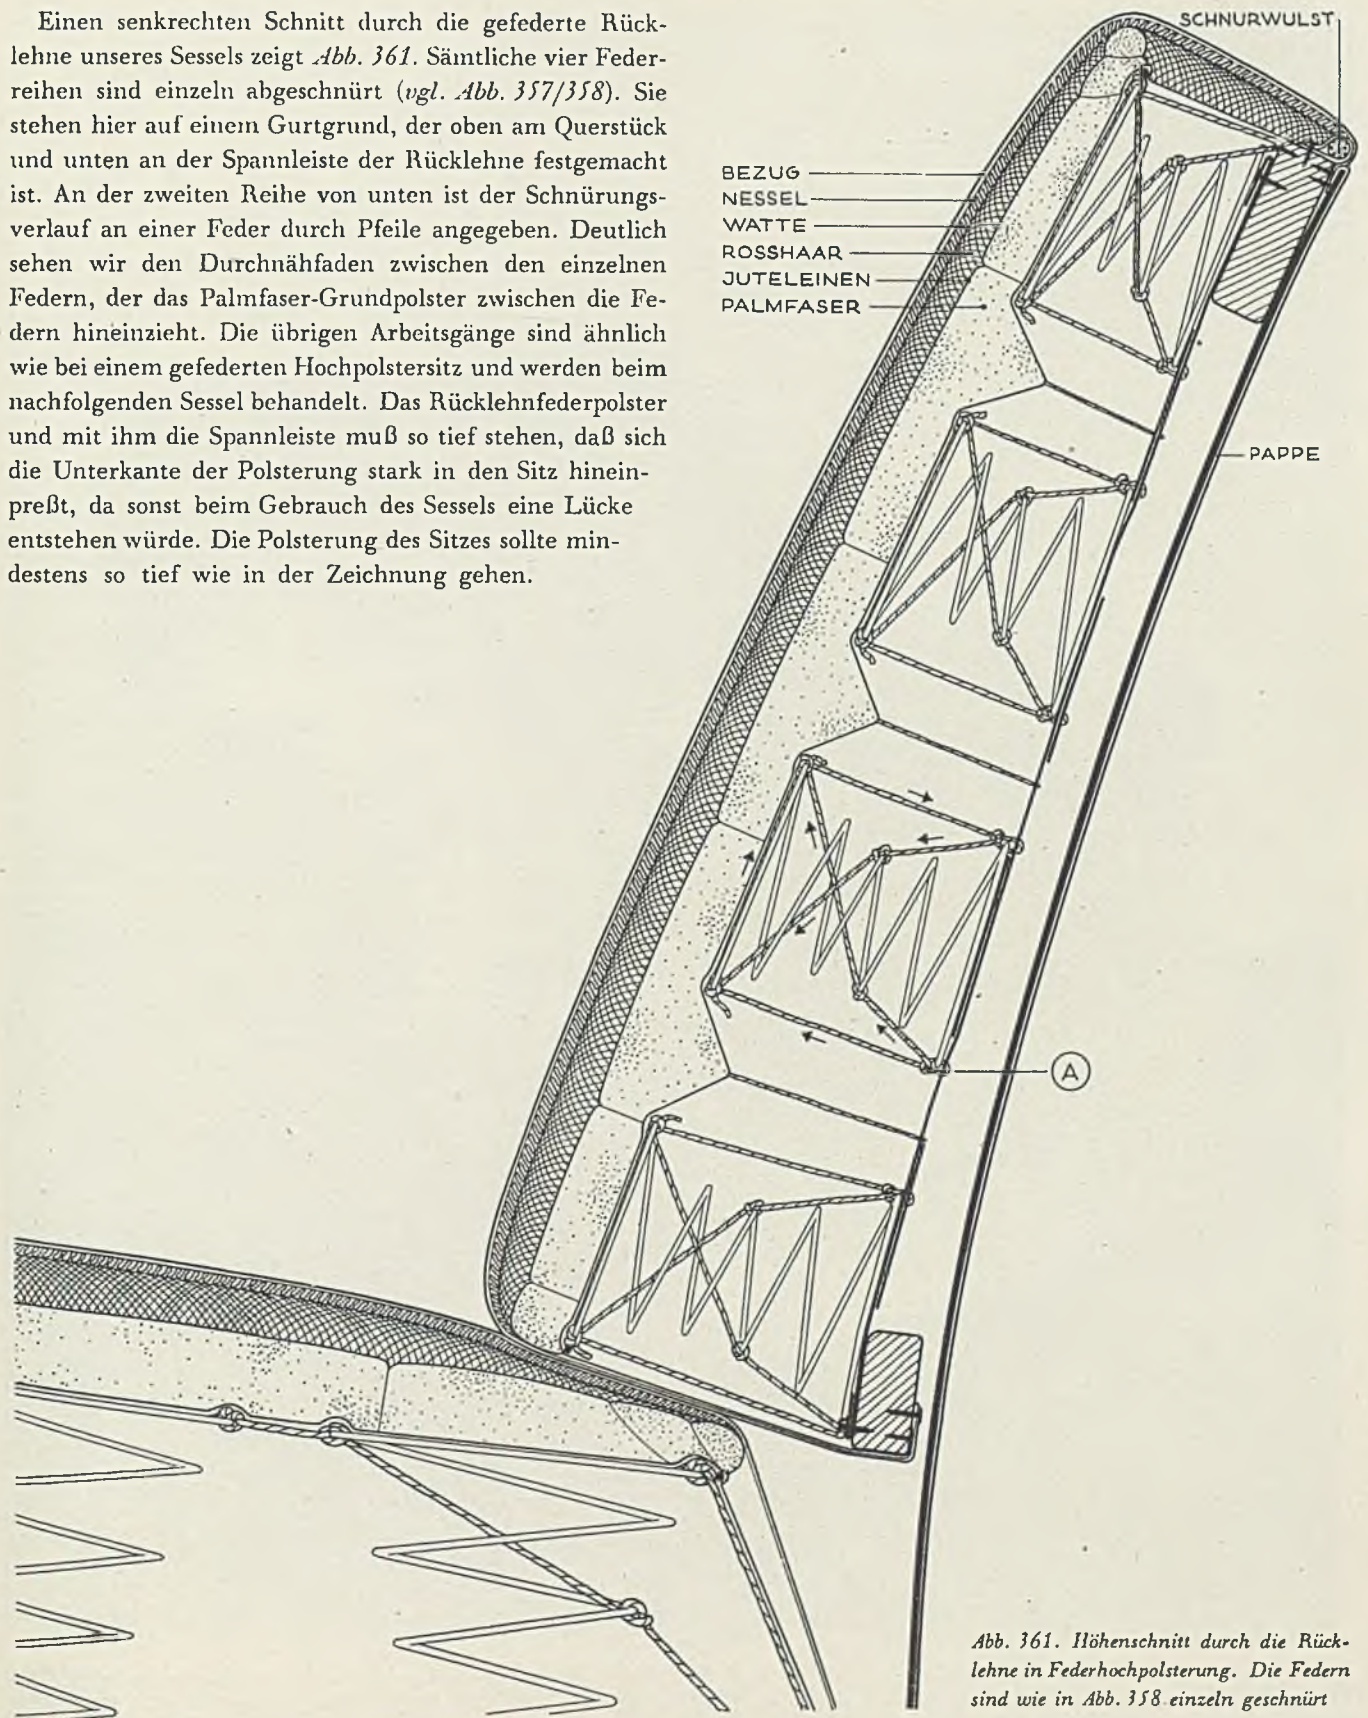 Einen senkrechten Schnitt durch die gefederte Rück-
lehne unseres Sessels zeigt Abb. 361. Sämtliche vier Feder-
reihen sind einzeln abgeschnürt (vgl. Abb. 357/358). Sie
stehen hier auf einem Gurtgrund, der oben am Querstück
und unten an der Spannleiste der Rücklehne festgemacht
ist. An der zweiten Reihe von unten ist der Schnürungs-
verlauf an einer Feder durch Pfeile angegeben. Deutlich
sehen wir den Durchnähfaden zwischen den einzelnen
Federn, der das Palmfaser-Grundpolster zwischen die Fe-
dern hineinzieht. Die übrigen Arbeitsgänge sind ähnlich
wie bei einem gefederten Hochpolstersitz und werden beim
nachfolgenden Sessel behandelt. Das Rücklehnfederpolster
und mit ihm die Spannleiste muß so tief stehen, daß sich
die Unterkante der Polsterung stark in den Sitz hinein-
preßt, da sonst beim Gebrauch des Sessels eine Lücke
entstehen würde. Die Polsterung des Sitzes sollte min-
destens so tief wie in der Zeichnung gehen.
SCHNURWULST
BEZUG
NESSEL
WATTE
ROSSHAAR
JUTELEINEN
PALMFASER
PAPPE
A
Abb. 361. Höhenschnitt durch die Rück-
lehne in Federhochpolsterung. Die Federn
sind wie in Abb. 358 einzeln geschnürt